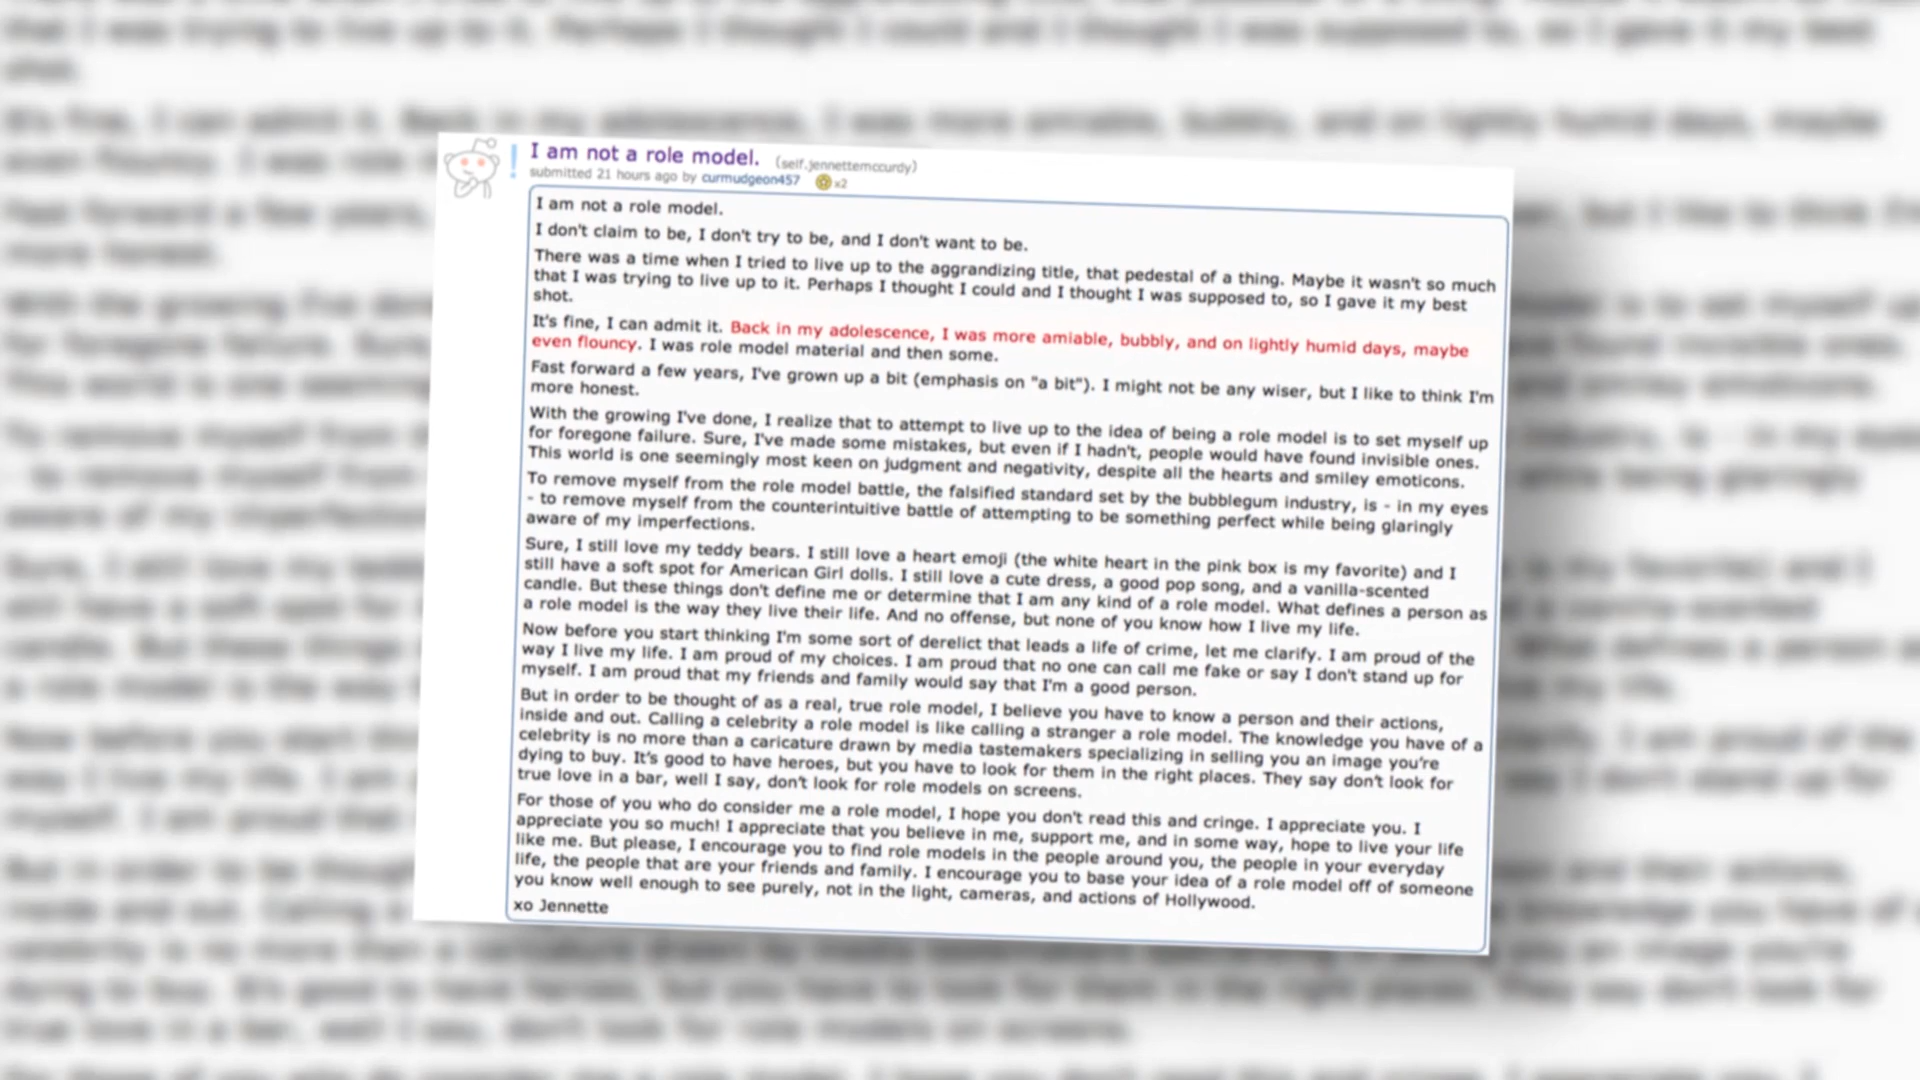 I am not a role model. (self.jennettemccurdy)
submitted 21 hours ago by curmudgeon457 x2
I am not a role model.
I don't claim to be, I don't try to be, and I don't want to be.
There was a time when I tried to live up to the aggrandizing title, that pedestal of a thing. Maybe it wasn't so much
that I was trying to live up to it. Perhaps I thought I could and I thought I was supposed to, so I gave it my best
shot.
It's fine, I can admit it. Back in my adolescence, I was more amiable, bubbly, and on lightly humid days, maybe
even flouncy. I was role model material and then some.
Fast forward a few years, I've grown up a bit (emphasis on "a bit"). I might not be any wiser, but I like to think I'm
more honest.
With the growing I've done, I realize that to attempt to live up to the idea of being a role model is to set myself up
for foregone failure. Sure, I've made some mistakes, but even if I hadn't, people would have found invisible ones.
This world is one seemingly most keen on judgment and negativity, despite all the hearts and smiley emoticons.
To remove myself from the role model battle, the falsified standard set by the bubblegum industry, is - in my eyes
- to remove myself from the counterintuitive battle of attempting to be something perfect while being glaringly
aware of my imperfections.
Sure, I still love my teddy bears. I still love a heart emoji (the white heart in the pink box is my favorite) and I
still have a soft spot for American Girl dolls. I still love a cute dress, a good pop song, and a vanilla-scented
candle. But these things don't define me or determine that I am any kind of a role model. What defines a person as
a role model is the way they live their life. And no offense, but none of you know how I live my life.
Now before you start thinking I'm some sort of derelict that leads a life of crime, let me clarify. I am proud of the
way I live my life. I am proud of my choices. I am proud that no one can call me fake or say I don't stand up for
myself. I am proud that my friends and family would say that I'm a good person.
But in order to be thought of as a real, true role model, I believe you have to know a person and their actions,
inside and out. Calling a celebrity a role model is like calling a stranger a role model. The knowledge you have of a
celebrity is no more than a caricature drawn by media tastemakers specializing in selling you an image you're
dying to buy. It's good to have heroes, but you have to look for them in the right places. They say don't look for
true love in a bar, well I say, don't look for role models on screens.
For those of you who do consider me a role model, I hope you don't read this and cringe. I appreciate you. I
appreciate you so much! I appreciate that you believe in me, support me, and in some way, hope to live your life
like me. But please, I encourage you to find role models in the people around you, the people in your everyday
life, the people that are your friends and family. I encourage you to base your idea of a role model off of someone
you know well enough to see purely, not in the light, cameras, and actions of Hollywood.
xo Jennette